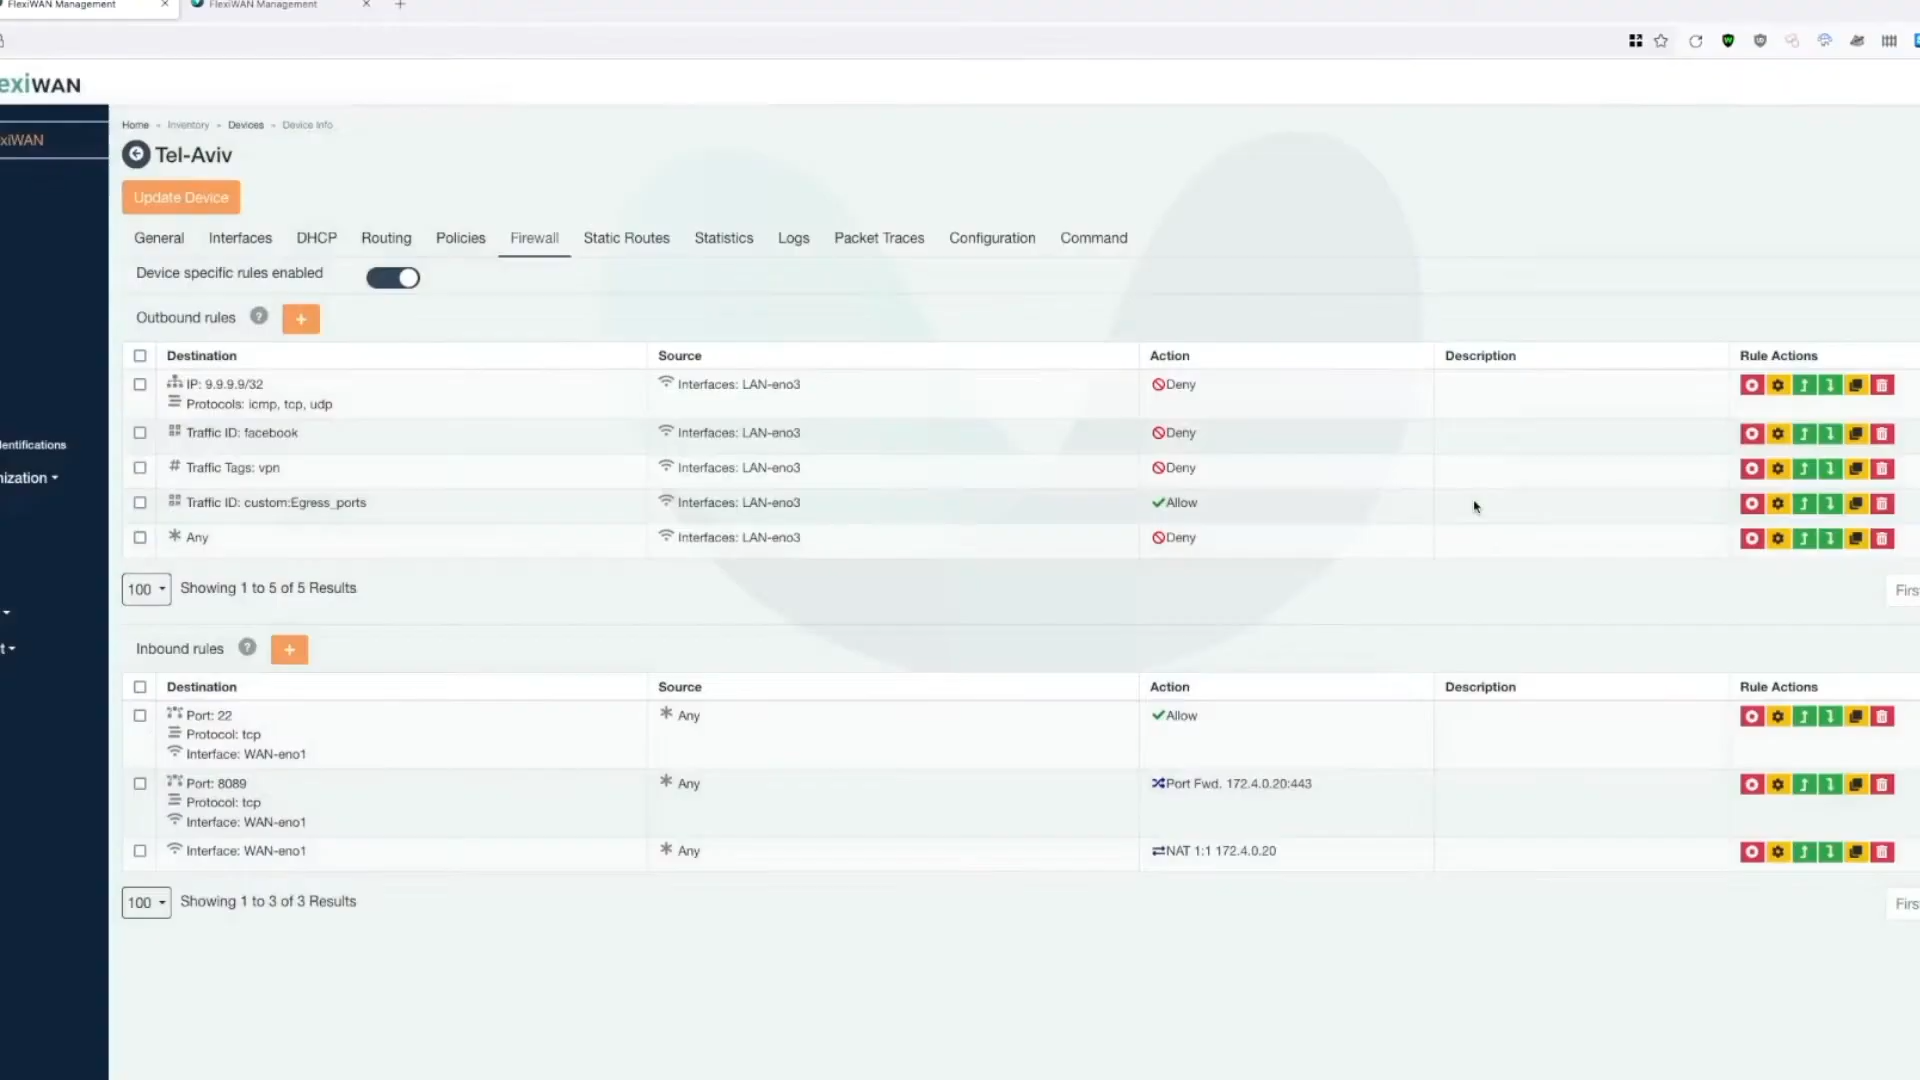 FlexiWAN Management
FlexiWAN Management
exiWAN
xiWAN
Home - Inventory - Devices - Device Info
Tel-Aviv
Update Device
General Interfaces DHCP Routing Policies Firewall Static Routes Statistics Logs Packet Traces Configuration Command
Device specific rules enabled
Outbound rules ? +
Destination Source Action Description Rule Actions
IP: 9.9.9.9/32 Interfaces: LAN-eno3 Deny
Protocols: icmp, tcp, udp
Traffic ID: facebook Interfaces: LAN-eno3 Deny
entifications
Traffic Tags: vpn Interfaces: LAN-eno3 Deny
nization
Traffic ID: custom:Egress_ports Interfaces: LAN-eno3 Allow
Any Interfaces: LAN-eno3 Deny
100 Showing 1 to 5 of 5 Results Firs
Inbound rules ? +
t
Destination Source Action Description Rule Actions
Port: 22 Any Allow
Protocol: tcp
Interface: WAN-eno1
Port: 8089 Any Port Fwd. 172.4.0.20:443
Protocol: tcp
Interface: WAN-eno1
Interface: WAN-eno1 Any NAT 1:1 172.4.0.20
100 Showing 1 to 3 of 3 Results Firs